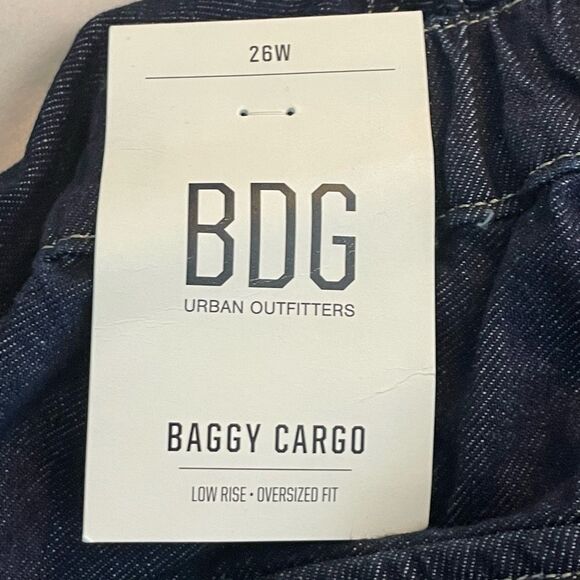 26W
BDG
URBAN OUTFITTERS
BAGGY CARGO
LOW RISE • OVERSIZED FIT